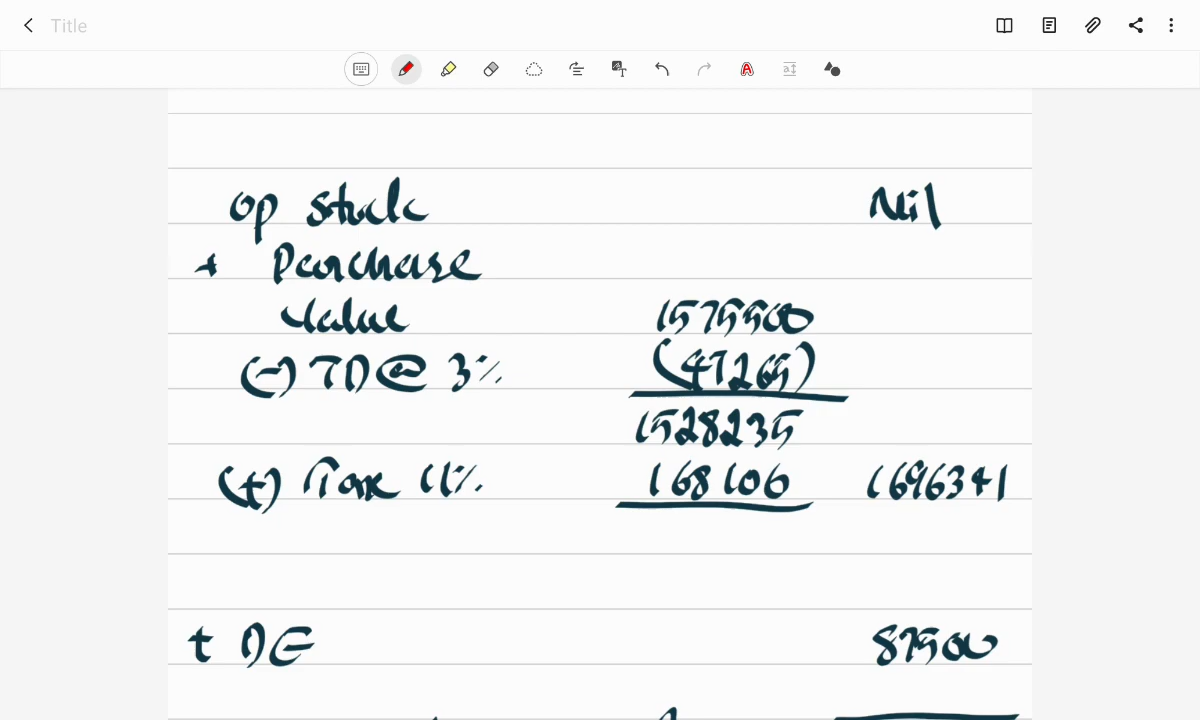 Title
op Stock Nil
+ Purchase
Value 1575500
(-) TD @ 3% (47265)
1528235
(+) Tax 11% 168106 1696341
+ DE 87500